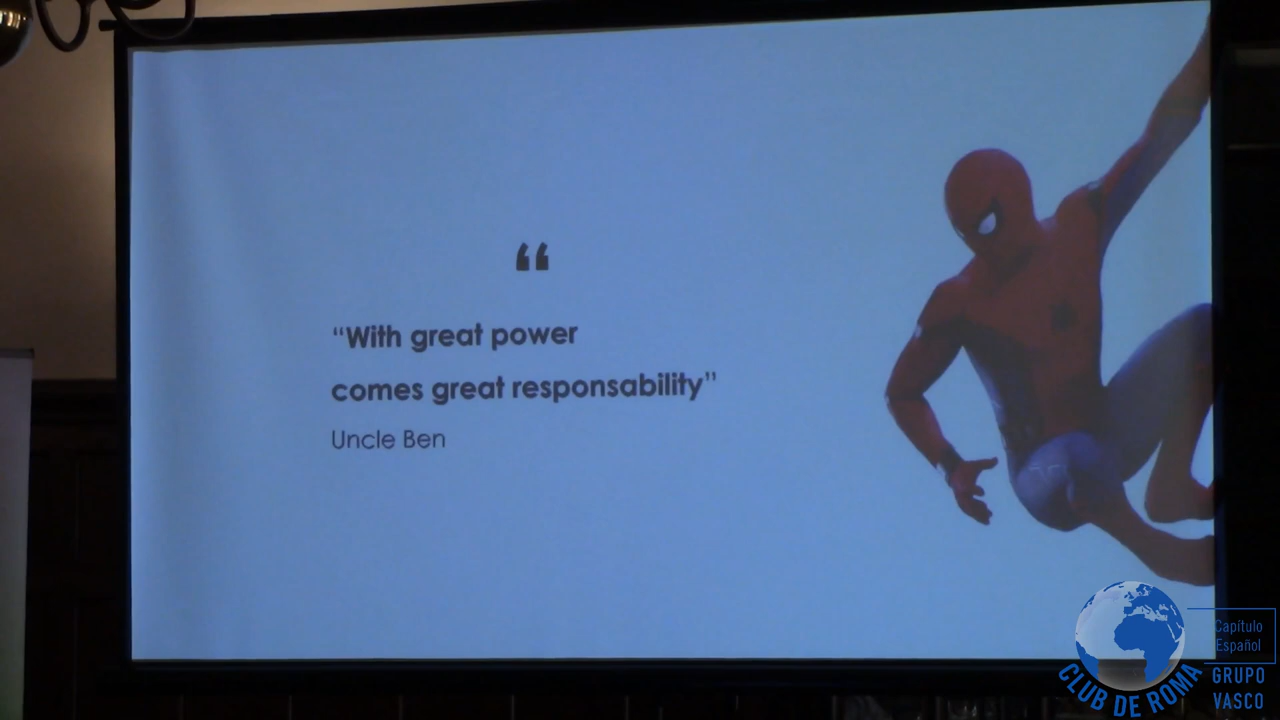 “
“With great power
comes great responsability”
Uncle Ben
Capítulo
Español
CLUB DE ROMA
GRUPO
VASCO